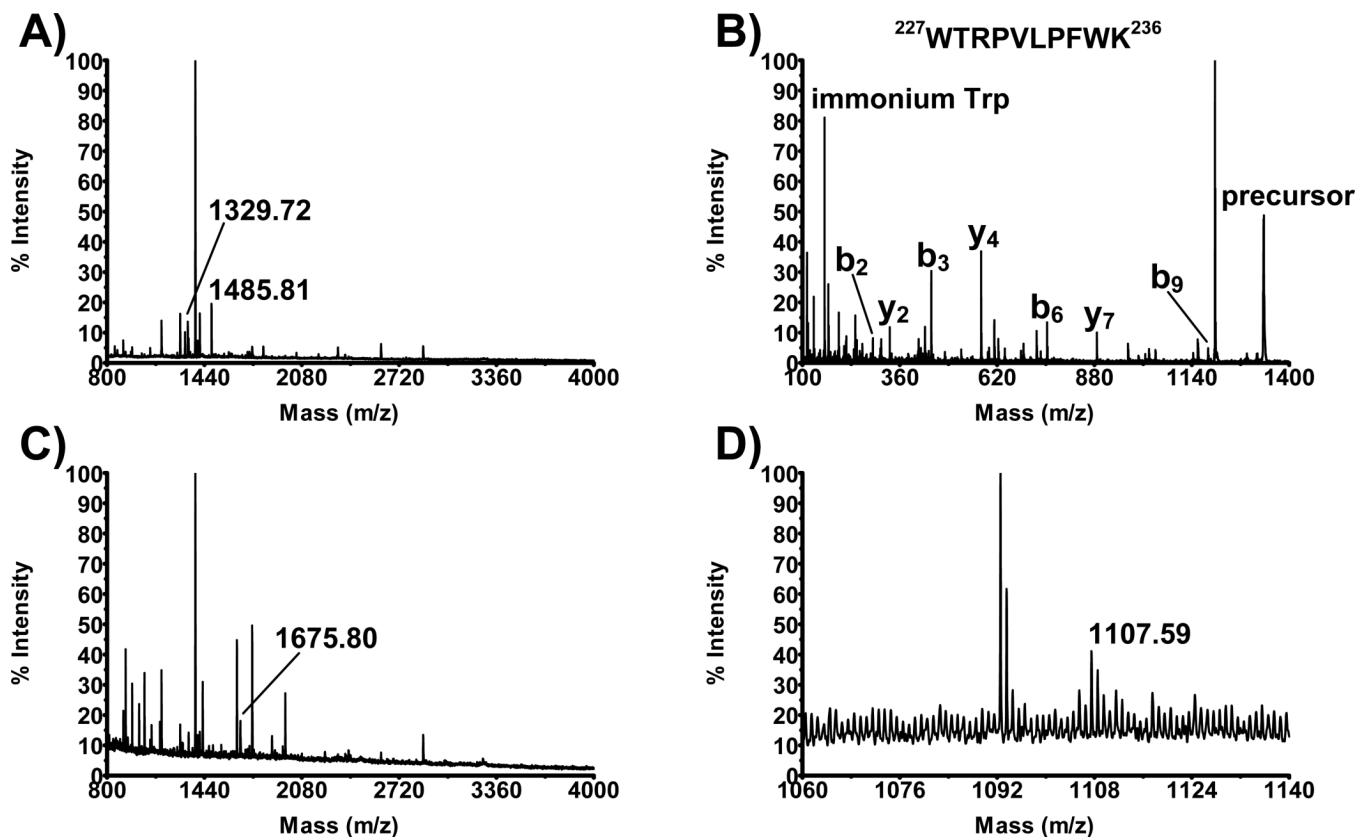 A)
% Intensity
100
90
80
70
60
50
40
30
20
10
0
1329.72
1485.81
800 1440 2080 2720 3360 4000
Mass (m/z)
B)
²²⁷WTRPVLPFWK²³⁶
% Intensity
100
90
80
70
60
50
40
30
20
10
0
immonium Trp
precursor
b₂
y₂
b₃
y₄
b₆
y₇
b₉
100 360 620 880 1140 1400
Mass (m/z)
C)
% Intensity
100
90
80
70
60
50
40
30
20
10
0
1675.80
800 1440 2080 2720 3360 4000
Mass (m/z)
D)
% Intensity
100
90
80
70
60
50
40
30
20
10
0
1107.59
1060 1076 1092 1108 1124 1140
Mass (m/z)